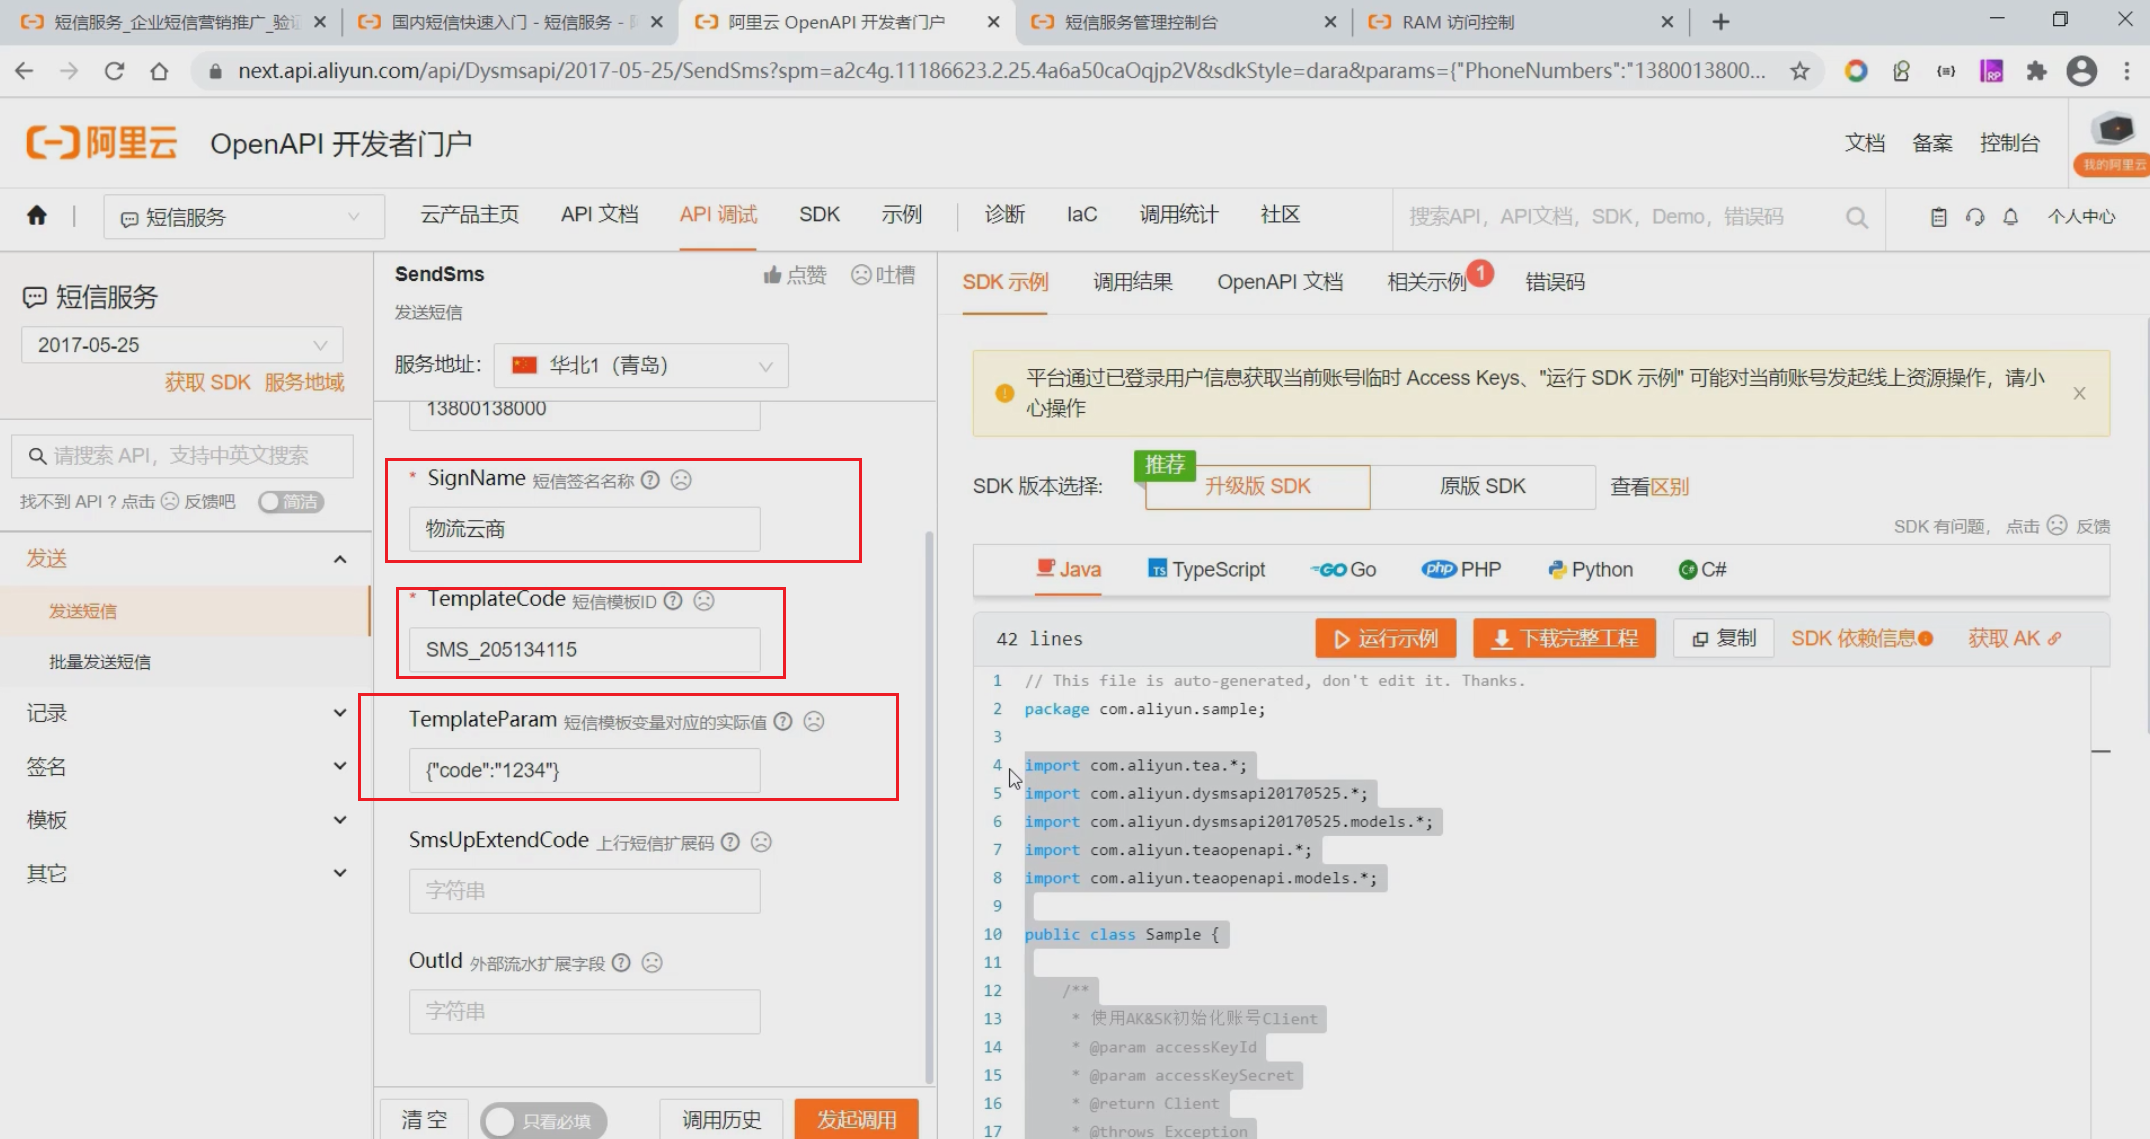 短信服务_企业短信营销推广_验证
国内短信快速入门 - 短信服务 -
阿里云 OpenAPI 开发者门户
短信服务管理控制台
RAM 访问控制
next.api.aliyun.com/api/Dysmsapi/2017-05-25/SendSms?spm=a2c4g.11186623.2.25.4a6a50caOqjp2V&sdkStyle=dara&params={"PhoneNumbers":"1380013800...
阿里云 OpenAPI 开发者门户
文档 备案 控制台
我的阿里云
短信服务
云产品主页 API 文档 API 调试 SDK 示例 诊断 IaC 调用统计 社区
搜索API，API文档，SDK，Demo，错误码
个人中心
短信服务
2017-05-25
获取 SDK 服务地域
请搜索 API，支持中英文搜索
找不到 API？点击 反馈吧 简洁
发送
发送短信
批量发送短信
记录
签名
模板
其它
SendSms 点赞 吐槽
发送短信
服务地址: 华北1（青岛）
13800138000
* SignName 短信签名名称
物流云商
* TemplateCode 短信模板ID
SMS_205134115
TemplateParam 短信模板变量对应的实际值
{"code":"1234"}
SmsUpExtendCode 上行短信扩展码
字符串
OutId 外部流水扩展字段
字符串
清 空 只看必填 调用历史 发起调用
SDK 示例 调用结果 OpenAPI 文档 相关示例 1 错误码
平台通过已登录用户信息获取当前账号临时 Access Keys、"运行 SDK 示例" 可能对当前账号发起线上资源操作，请小
心操作
推荐
SDK 版本选择: 升级版 SDK 原版 SDK 查看区别
SDK 有问题，点击 反馈
Java TS TypeScript GO Go php PHP Python C# C#
42 lines 运行示例 下载完整工程 复制 SDK 依赖信息 获取 AK
1 // This file is auto-generated, don't edit it. Thanks.
2 package com.aliyun.sample;
3
4 import com.aliyun.tea.*;
5 import com.aliyun.dysmsapi20170525.*;
6 import com.aliyun.dysmsapi20170525.models.*;
7 import com.aliyun.teaopenapi.*;
8 import com.aliyun.teaopenapi.models.*;
9
10 public class Sample {
11
12 /**
13 * 使用AK&SK初始化账号Client
14 * @param accessKeyId
15 * @param accessKeySecret
16 * @return Client
17 * @throws Exception